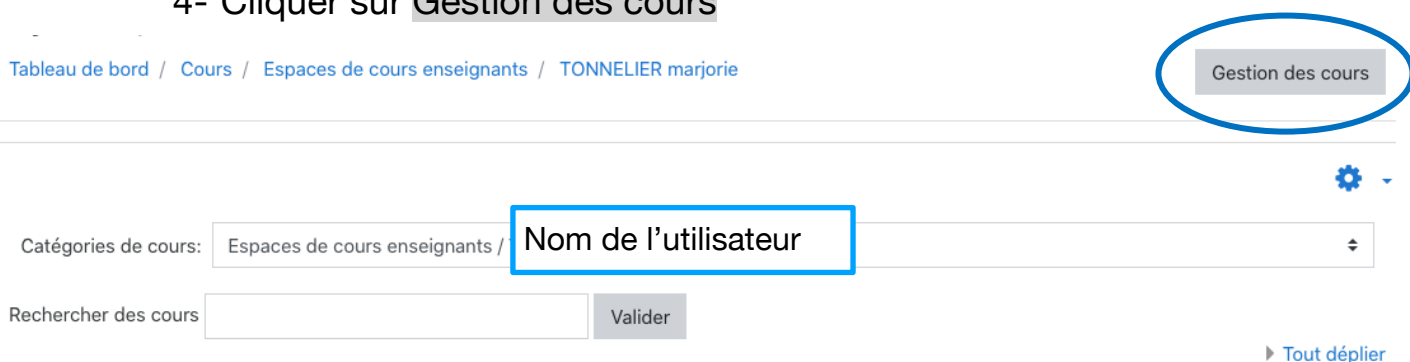 4- Cliquer sur Gestion des cours
Tableau de bord / Cours / Espaces de cours enseignants / TONNELIER marjorie
Gestion des cours
Catégories de cours: Espaces de cours enseignants / Nom de l'utilisateur
Rechercher des cours Valider
Tout déplier